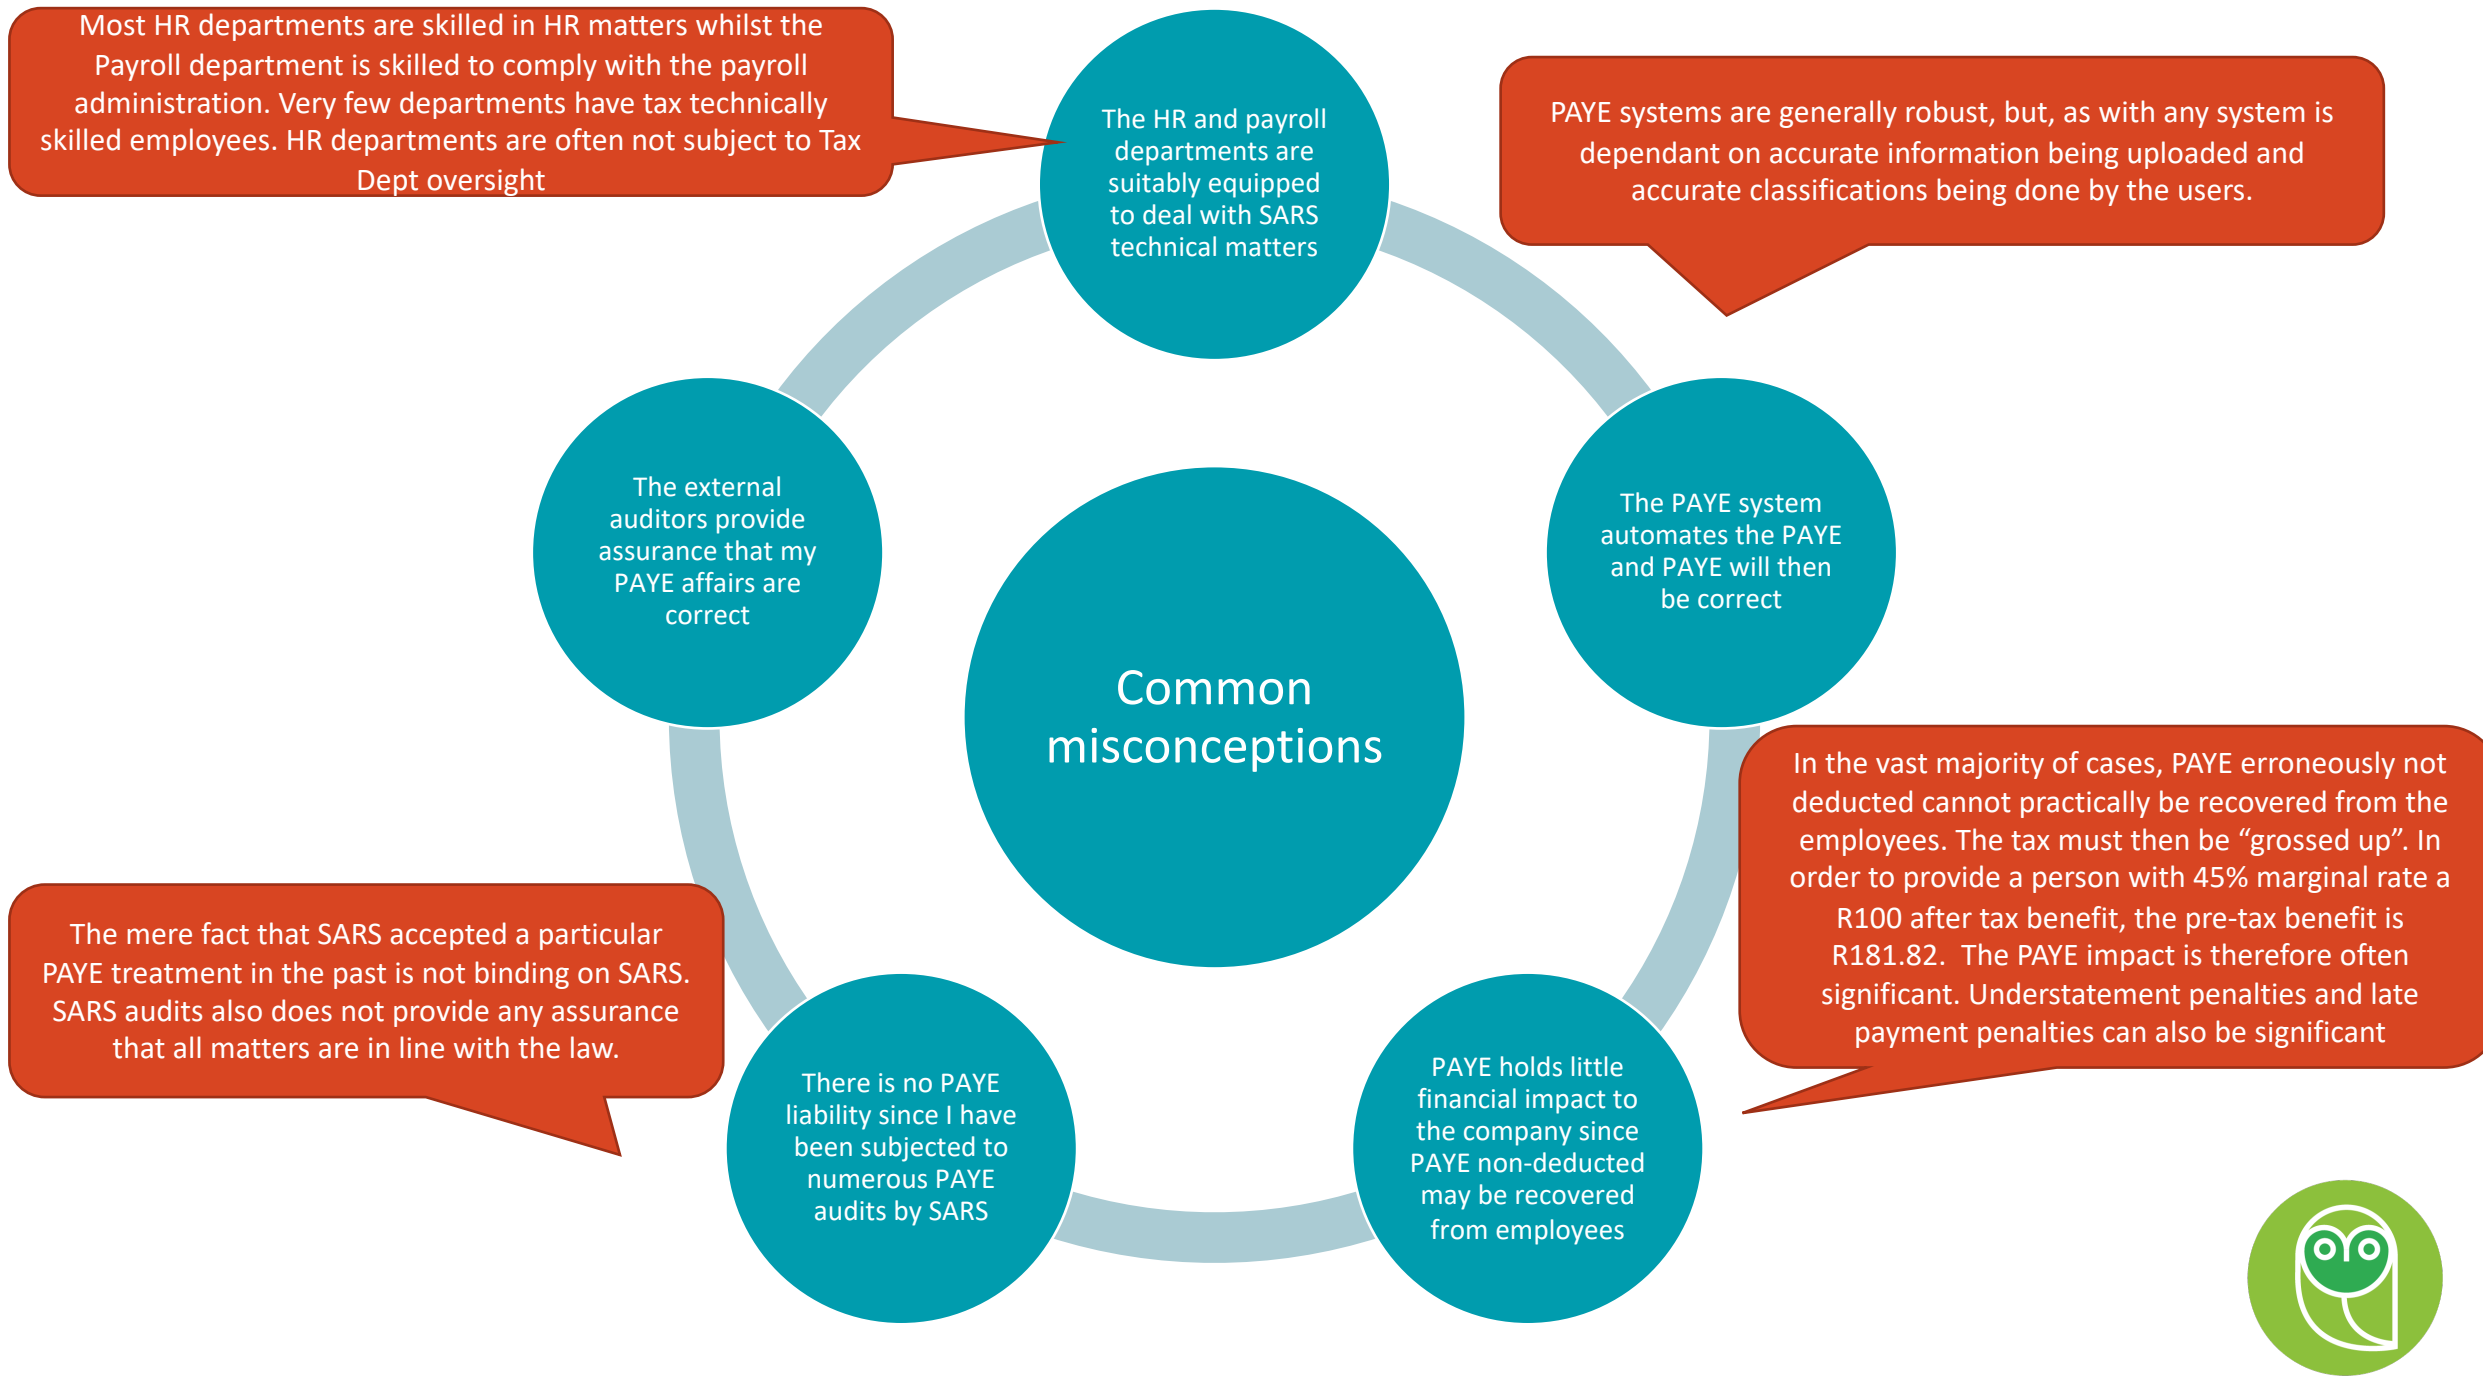 Most HR departments are skilled in HR matters whilst the
Payroll department is skilled to comply with the payroll
administration. Very few departments have tax technically
skilled employees. HR departments are often not subject to Tax
Dept oversight
The HR and payroll
departments are
suitably equipped
to deal with SARS
technical matters
PAYE systems are generally robust, but, as with any system is
dependant on accurate information being uploaded and
accurate classifications being done by the users.
The external
auditors provide
assurance that my
PAYE affairs are
correct
The PAYE system
automates the PAYE
and PAYE will then
be correct
Common
misconceptions
In the vast majority of cases, PAYE erroneously not
deducted cannot practically be recovered from the
employees. The tax must then be “grossed up”. In
order to provide a person with 45% marginal rate a
R100 after tax benefit, the pre-tax benefit is
R181.82.  The PAYE impact is therefore often
significant. Understatement penalties and late
payment penalties can also be significant
The mere fact that SARS accepted a particular
PAYE treatment in the past is not binding on SARS.
SARS audits also does not provide any assurance
that all matters are in line with the law.
There is no PAYE
liability since I have
been subjected to
numerous PAYE
audits by SARS
PAYE holds little
financial impact to
the company since
PAYE non-deducted
may be recovered
from employees